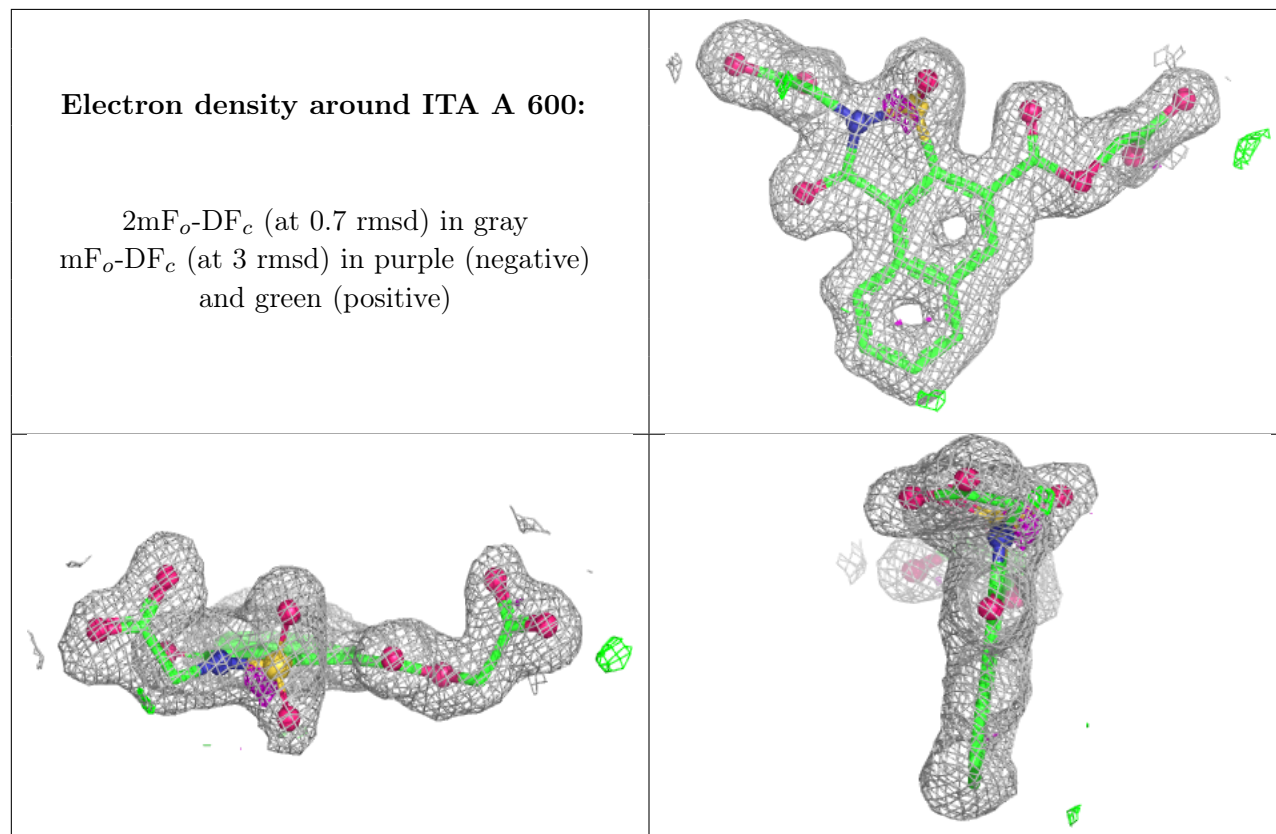 Electron density around ITA A 600:
2mFₒ-DF𝑐 (at 0.7 rmsd) in gray
mFₒ-DF𝑐 (at 3 rmsd) in purple (negative)
and green (positive)